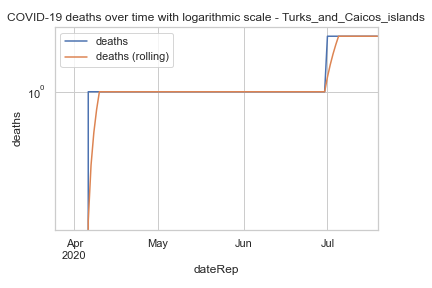 COVID-19 deaths over time with logarithmic scale - Turks_and_Caicos_islands
deaths
deaths (rolling)
10⁰
deaths
Apr
2020
May
Jun
Jul
dateRep